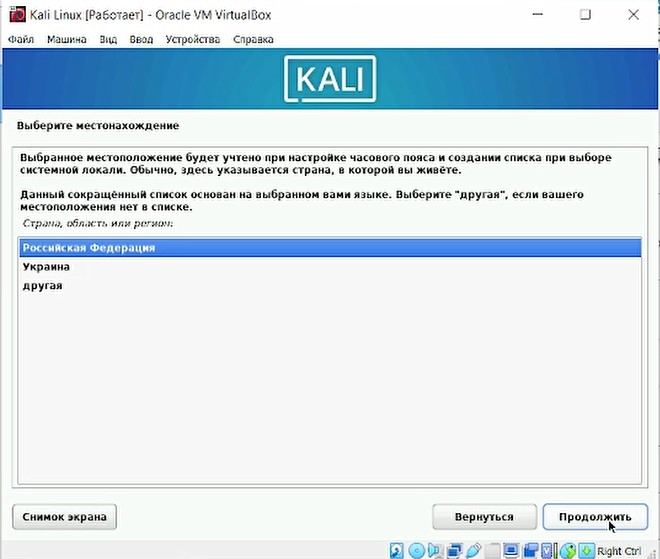 Kali Linux [Работает] - Oracle VM VirtualBox
Файл Машина Вид Ввод Устройства Справка
KALI
Выберите местонахождение
Выбранное местоположение будет учтено при настройке часового пояса и создании списка при выборе
системной локали. Обычно, здесь указывается страна, в которой вы живёте.
Данный сокращённый список основан на выбранном вами языке. Выберите "другая", если вашего
местоположения нет в списке.
Страна, область или регион:
Российская Федерация
Украина
другая
Снимок экрана Вернуться Продолжить
Right Ctrl